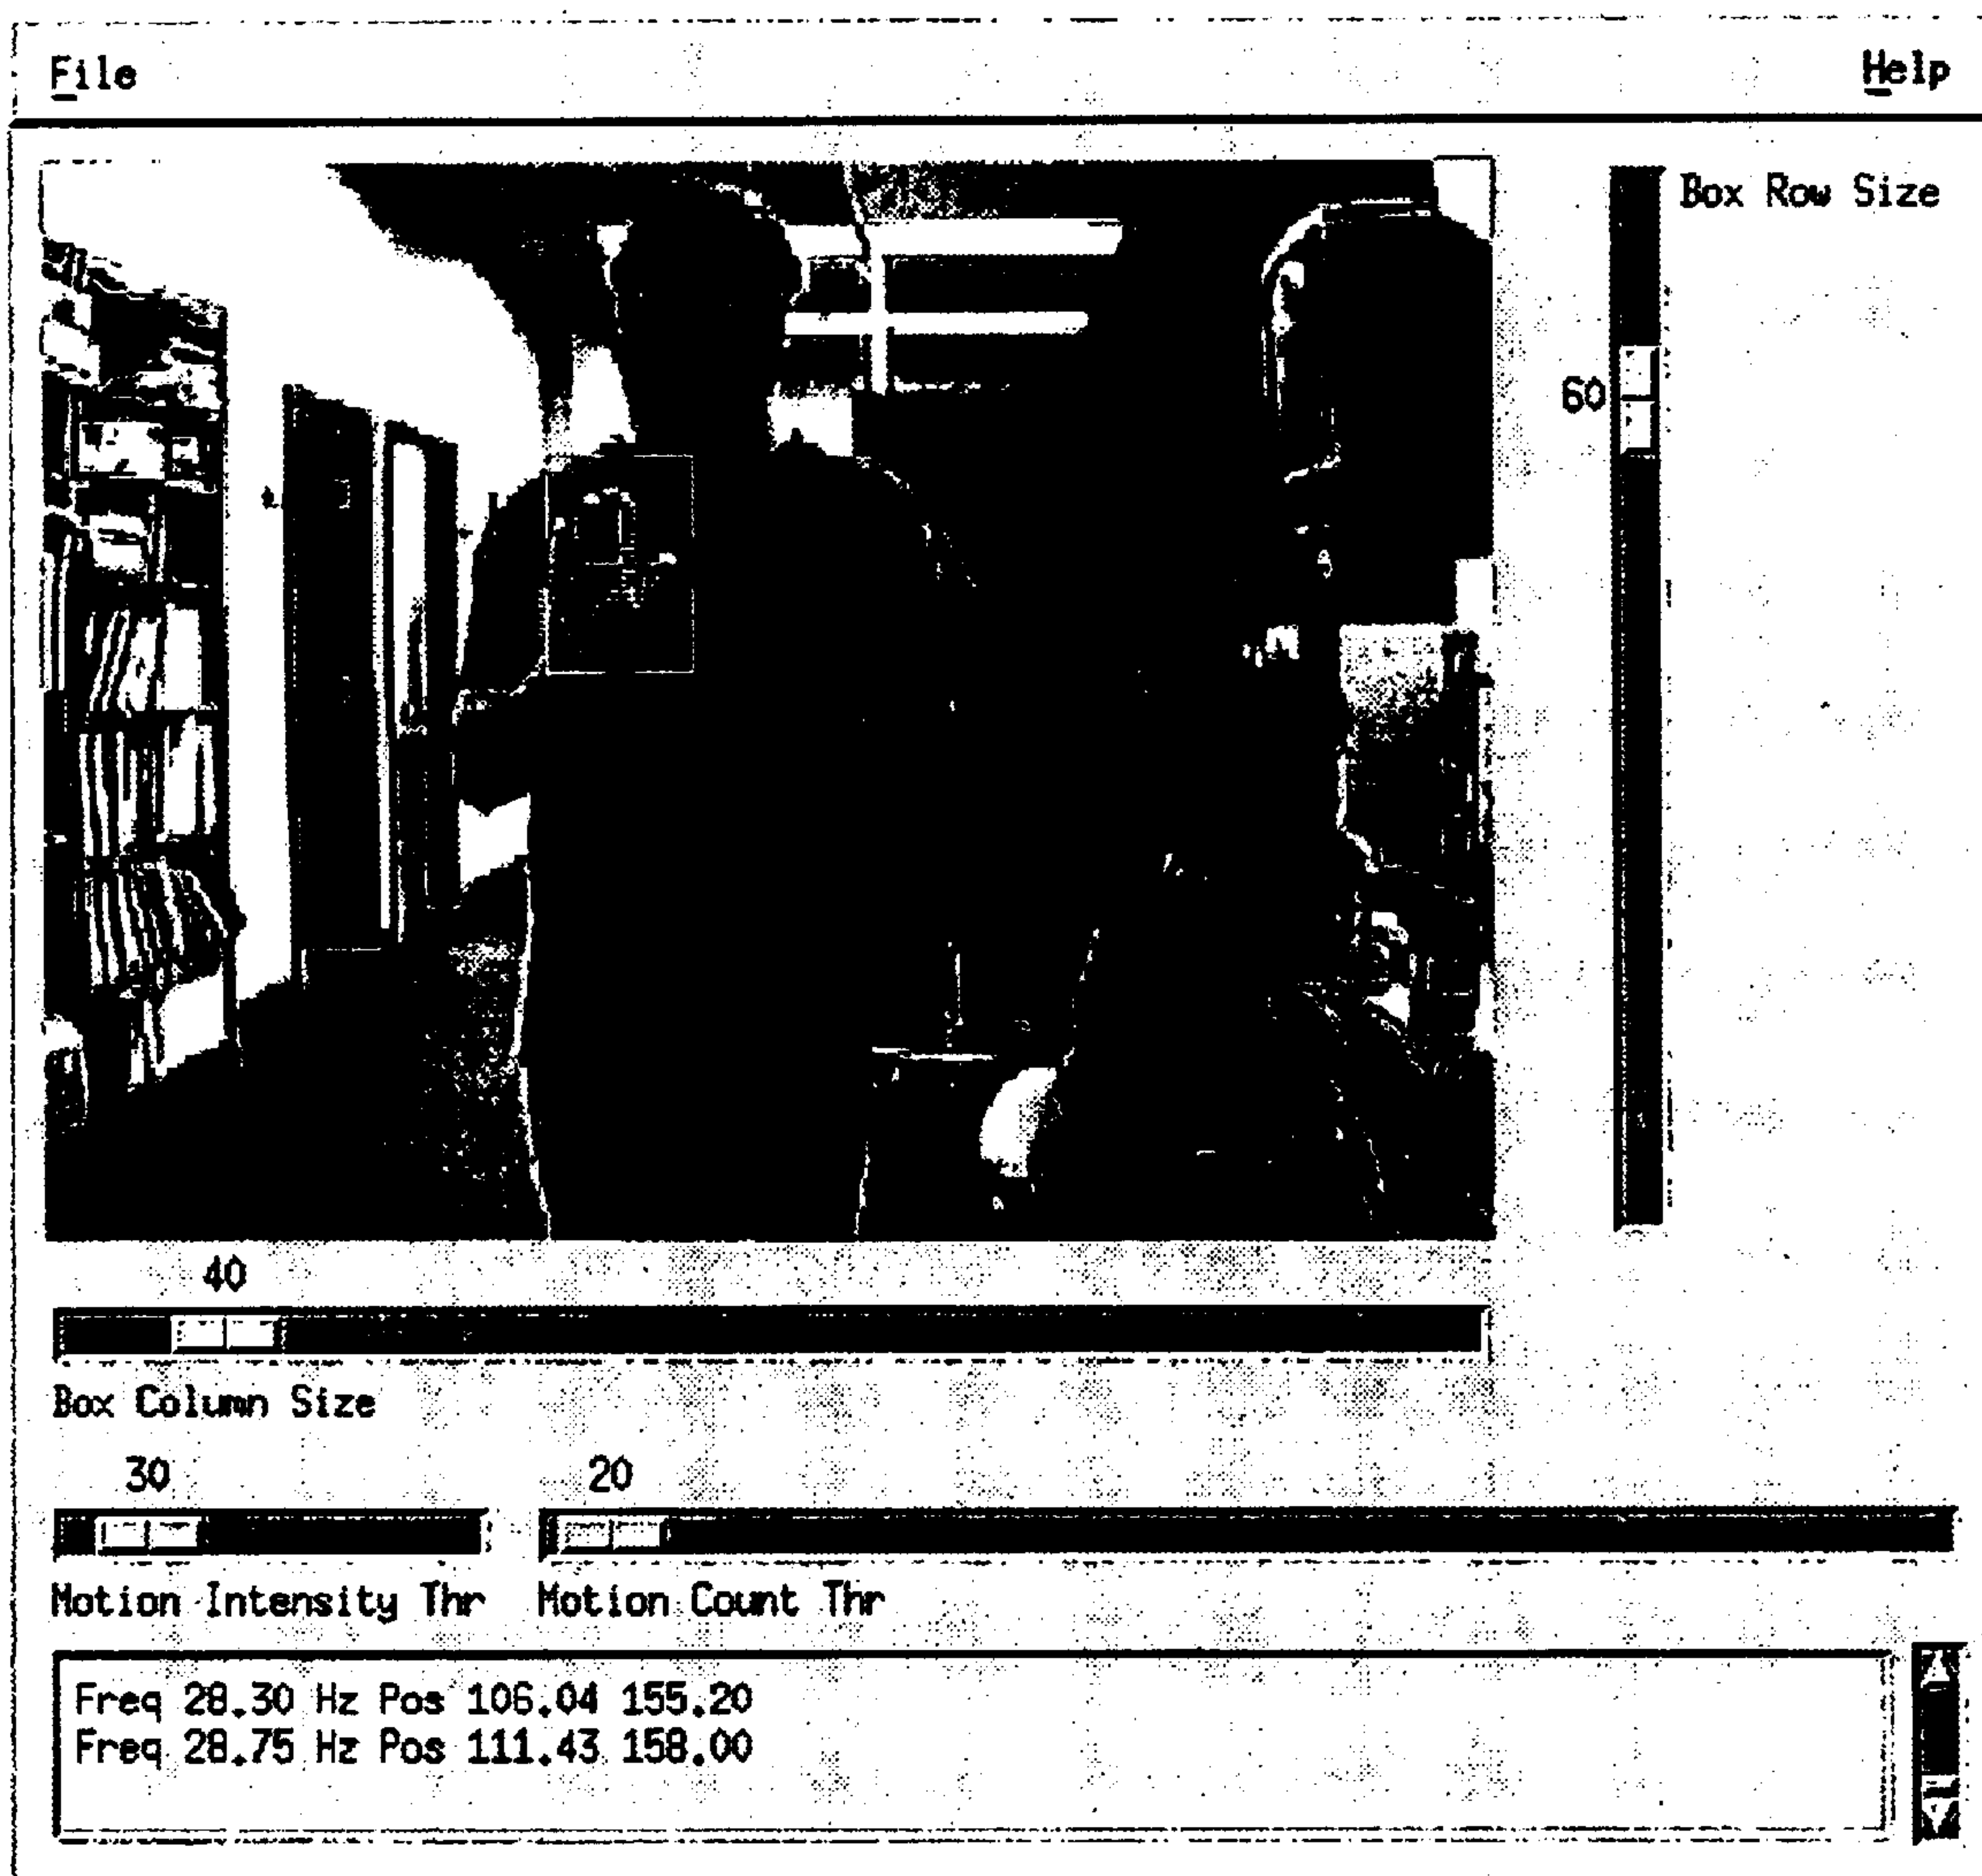 File
Help
Box Row Size
60
40
Box Column Size
30
20
Motion Intensity Thr
Motion Count Thr
Freq 28.30 Hz Pos 106.04 155.20
Freq 28.75 Hz Pos 111.43 158.00